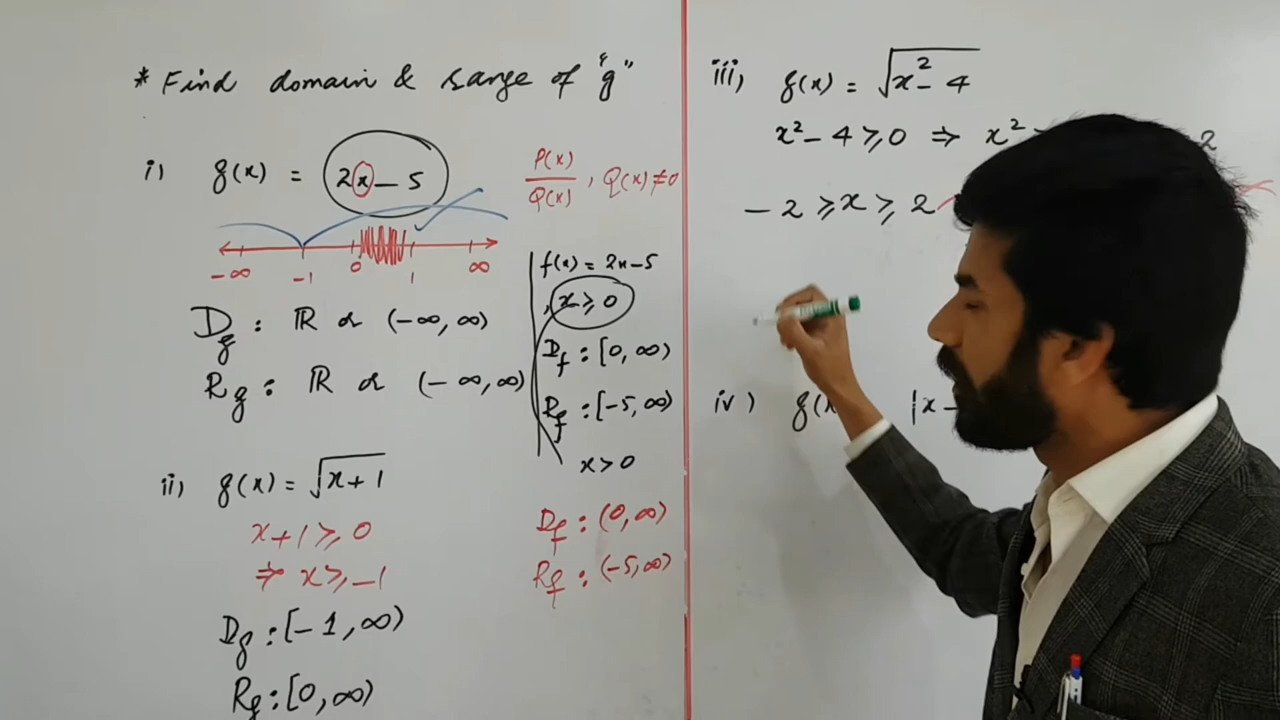 * Find domain & range of "g"
i) g(x) = 2x - 5
P(x)/Q(x), Q(x) ≠ 0
-∞ -1 0 1 ∞
Dg : ℝ or (-∞, ∞)
Rg : ℝ or (-∞, ∞)
f(x) = 2x-5
, x ≥ 0
Df : [0, ∞)
Rf : [-5, ∞)
x > 0
Df : (0, ∞)
Rf : (-5, ∞)
ii) g(x) = √(x+1)
x+1 ≥ 0
⇒ x ≥ -1
Dg : [-1, ∞)
Rg : [0, ∞)
iii) g(x) = √(x² - 4)
x² - 4 ≥ 0 ⇒ x² 2
-2 ≥ x ≥ 2
iv) g(x |x -